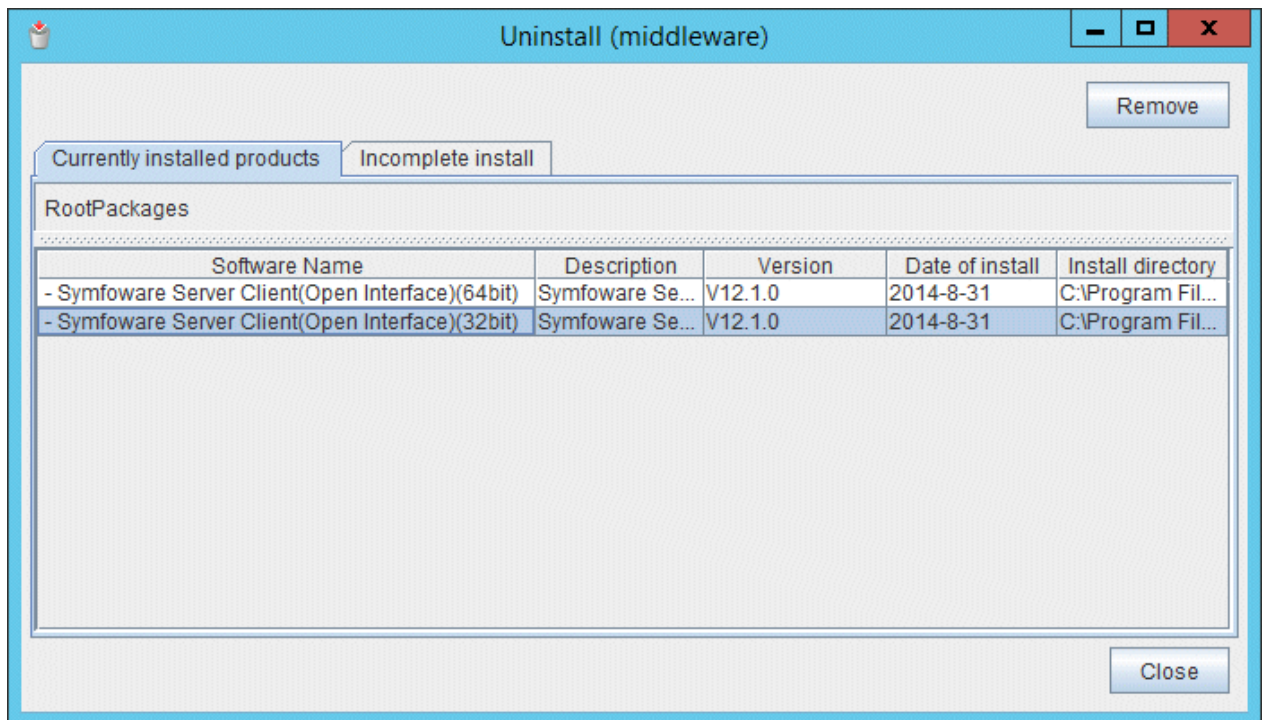 Uninstall (middleware)
Remove
Currently installed products Incomplete install
RootPackages
Software Name Description Version Date of install Install directory
- Symfoware Server Client(Open Interface)(64bit) Symfoware Se... V12.1.0 2014-8-31 C:\Program Fil...
- Symfoware Server Client(Open Interface)(32bit) Symfoware Se... V12.1.0 2014-8-31 C:\Program Fil...
Close